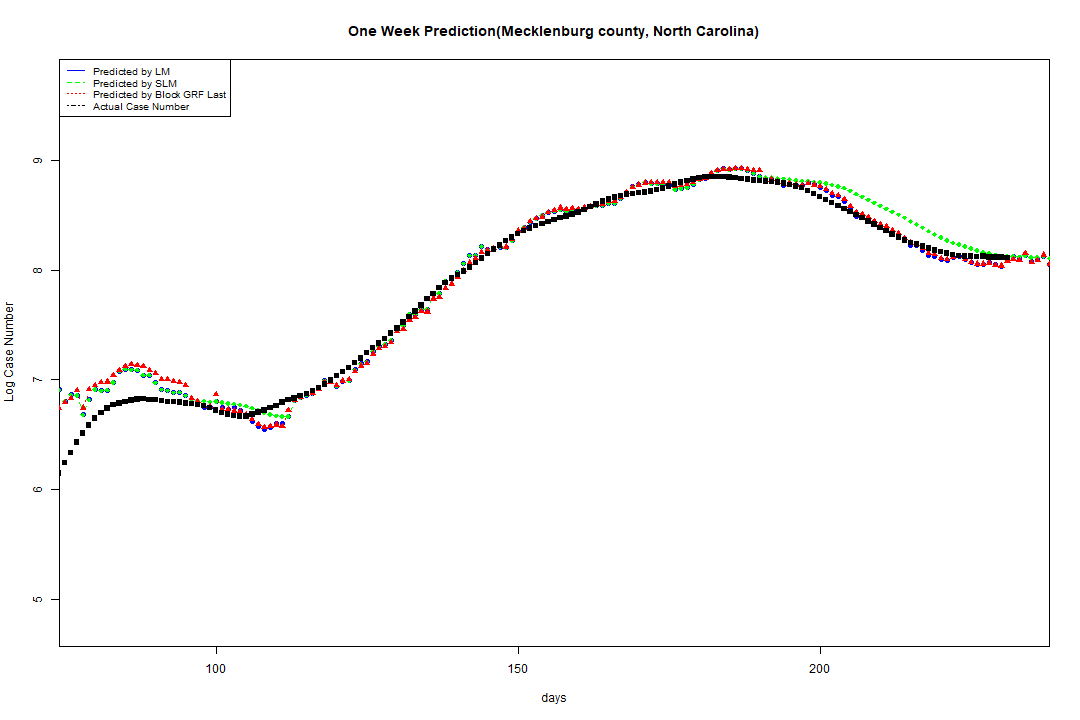 One Week Prediction(Mecklenburg county, North Carolina)
Predicted by LM
Predicted by SLM
Predicted by Block GRF Last
Actual Case Number
9
8
7
6
5
Log Case Number
100 150 200
days